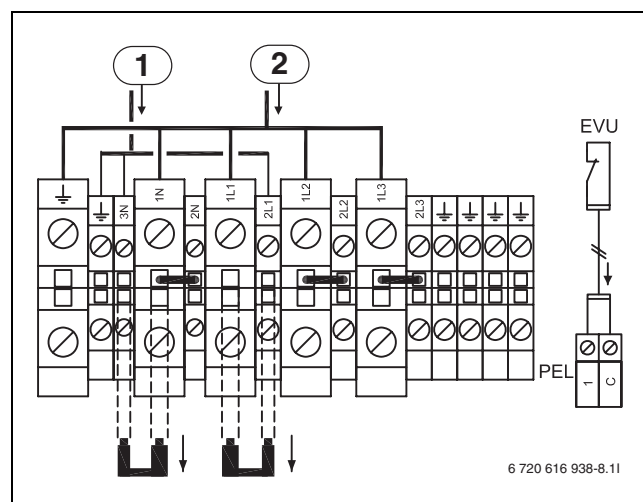 1 2
EVU
3N 1N 2N 1L1 2L1 1L2 2L2 1L3 2L3
PEL 1 C
6 720 616 938-8.1I